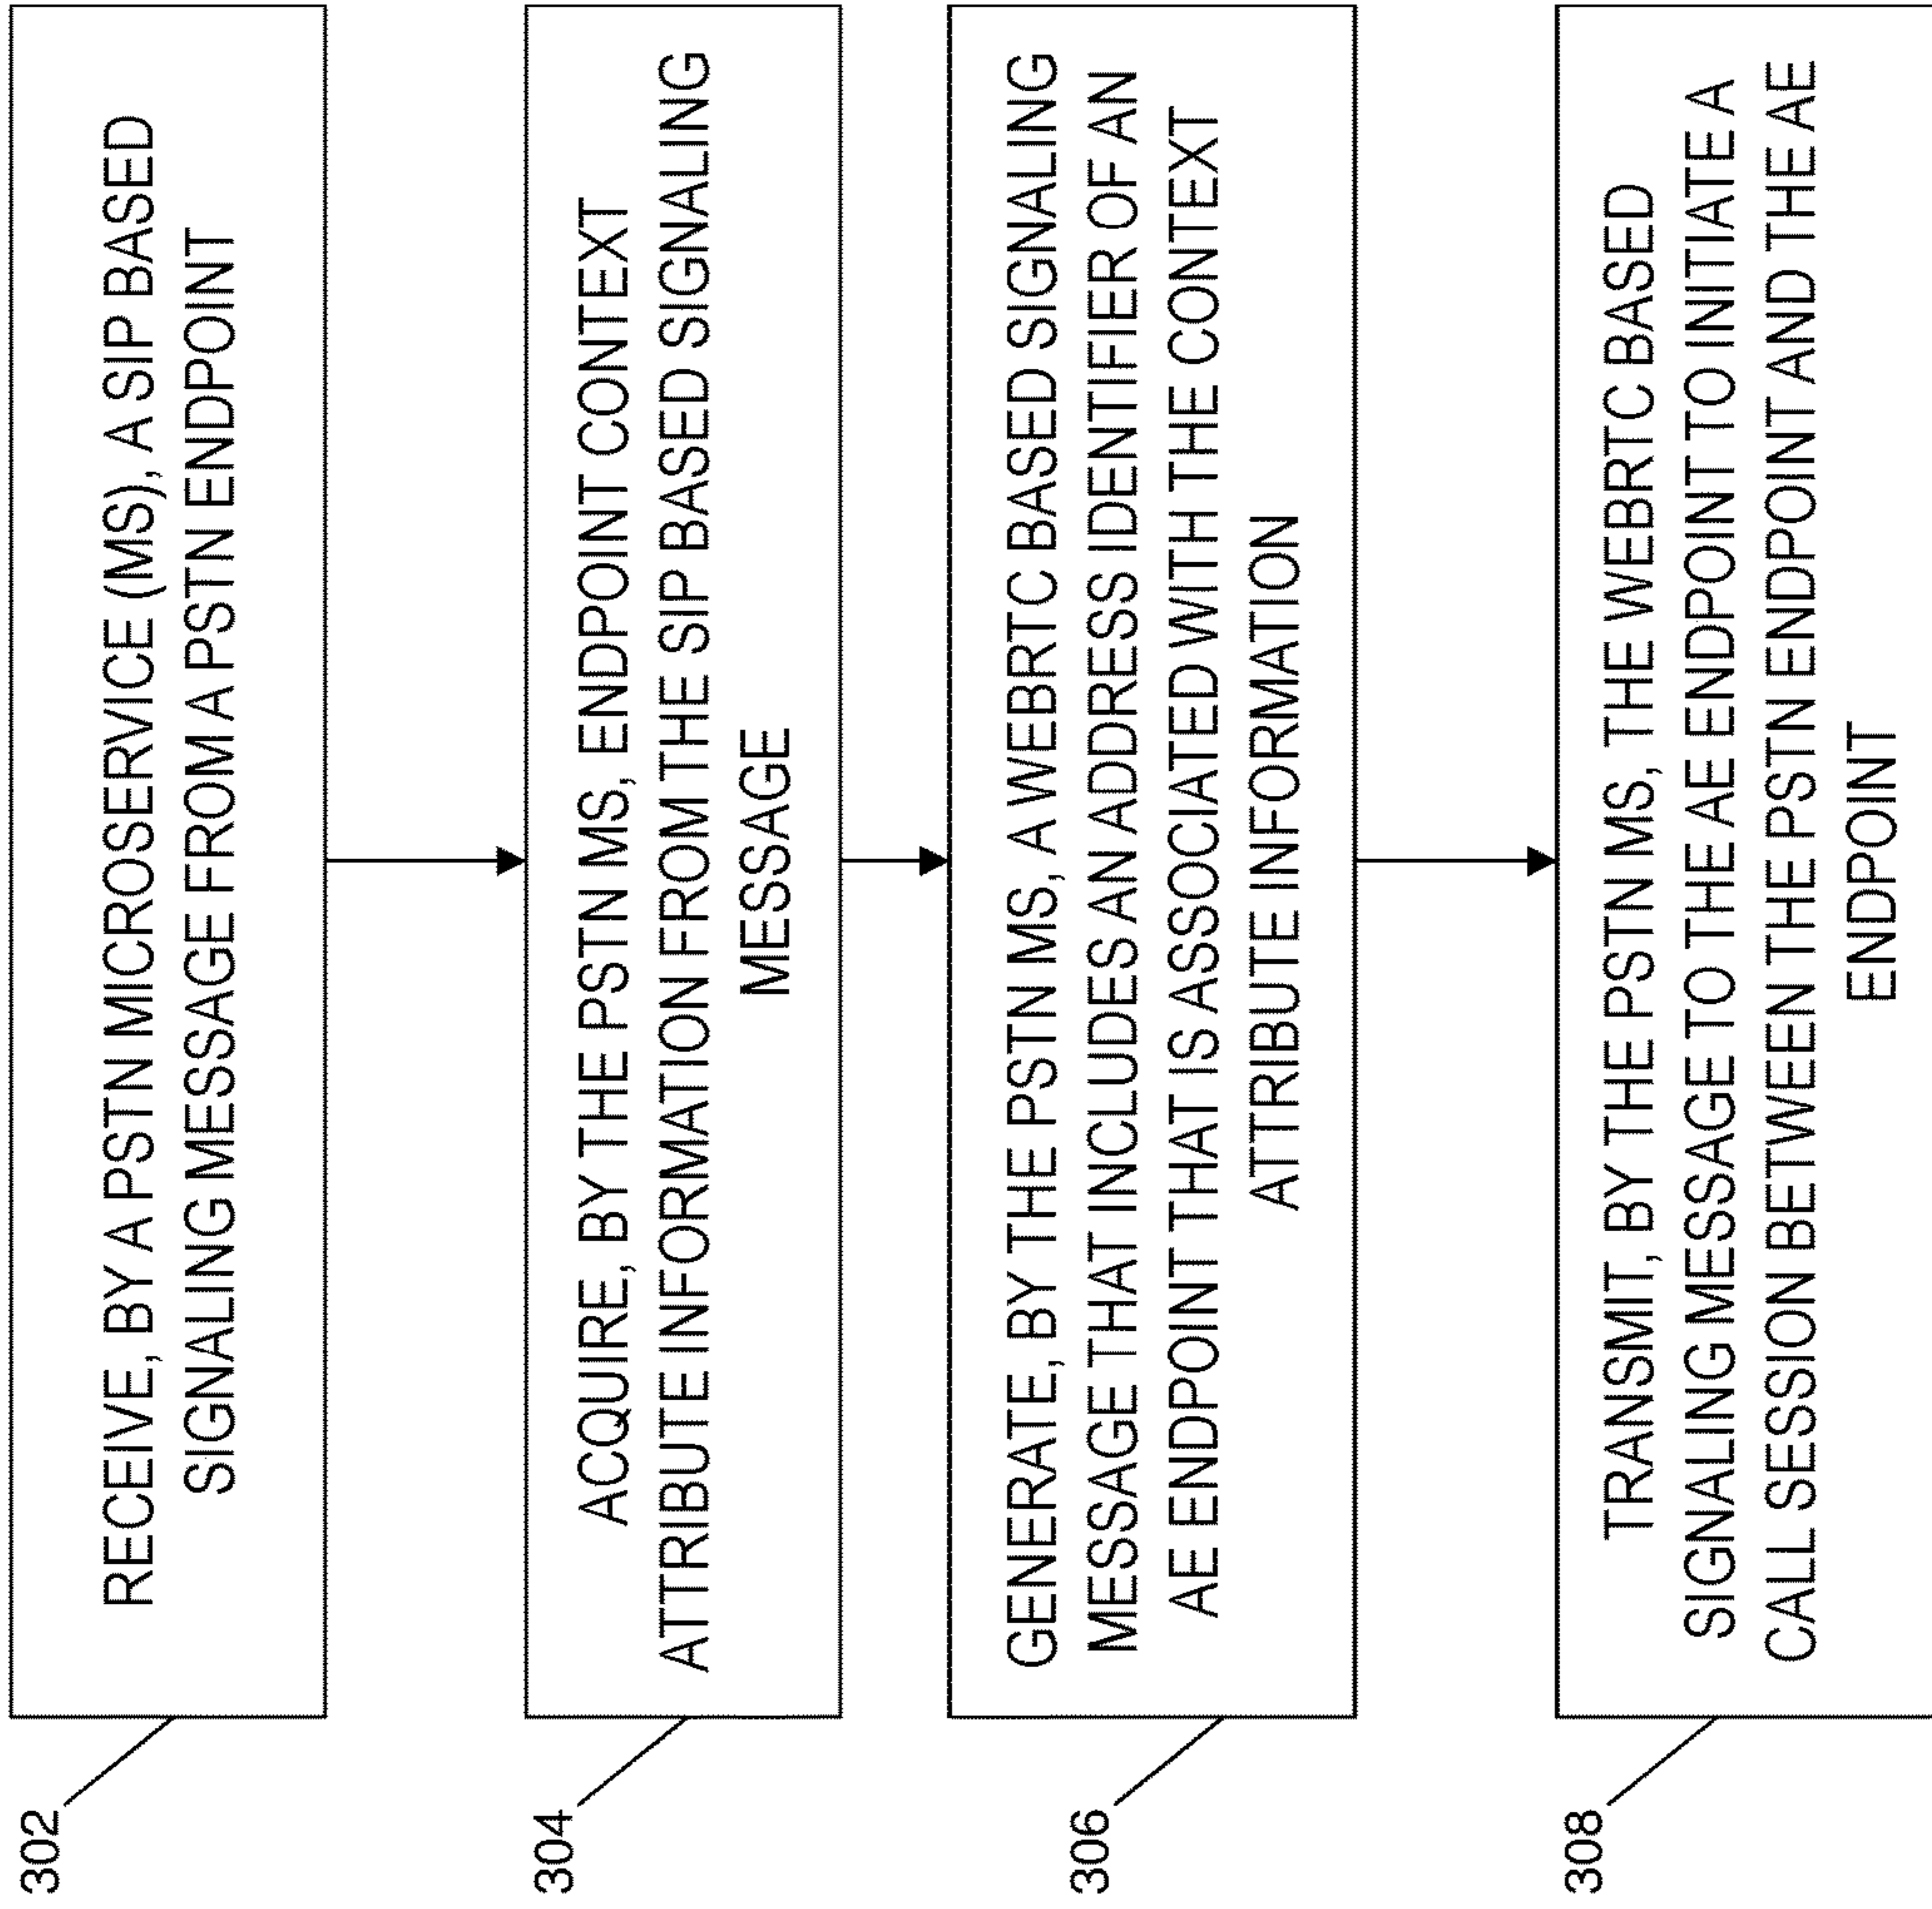 302
RECEIVE, BY A PSTN MICROSERVICE (MS), A SIP BASED
SIGNALING MESSAGE FROM A PSTN ENDPOINT
304
ACQUIRE, BY THE PSTN MS, ENDPOINT CONTEXT
ATTRIBUTE INFORMATION FROM THE SIP BASED SIGNALING
MESSAGE
306
GENERATE, BY THE PSTN MS, A WEBRTC BASED SIGNALING
MESSAGE THAT INCLUDES AN ADDRESS IDENTIFIER OF AN
AE ENDPOINT THAT IS ASSOCIATED WITH THE CONTEXT
ATTRIBUTE INFORMATION
308
TRANSMIT, BY THE PSTN MS, THE WEBRTC BASED
SIGNALING MESSAGE TO THE AE ENDPOINT TO INITIATE A
CALL SESSION BETWEEN THE PSTN ENDPOINT AND THE AE
ENDPOINT